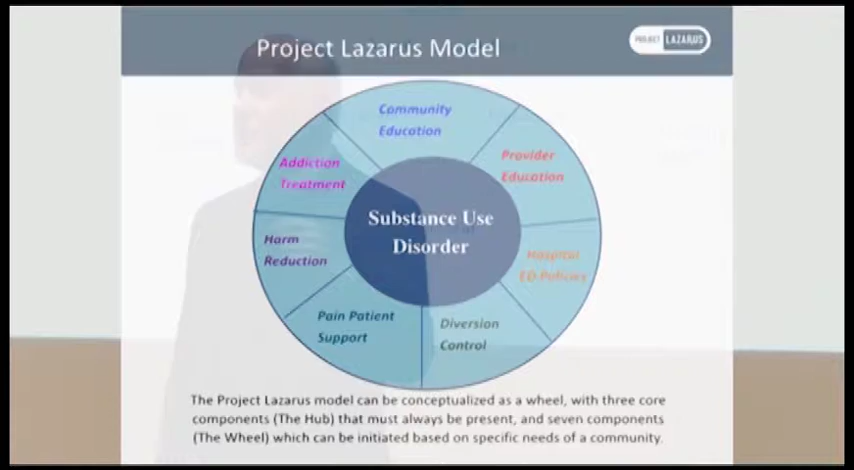 Project Lazarus Model
PROJECT LAZARUS
Community
Education
Provider
Education
Addiction
Treatment
Substance Use
Disorder
Harm
Reduction
Hospital
ED Policies
Pain Patient
Support
Diversion
Control
The Project Lazarus model can be conceptualized as a wheel, with three core
components (The Hub) that must always be present, and seven components
(The Wheel) which can be initiated based on specific needs of a community.